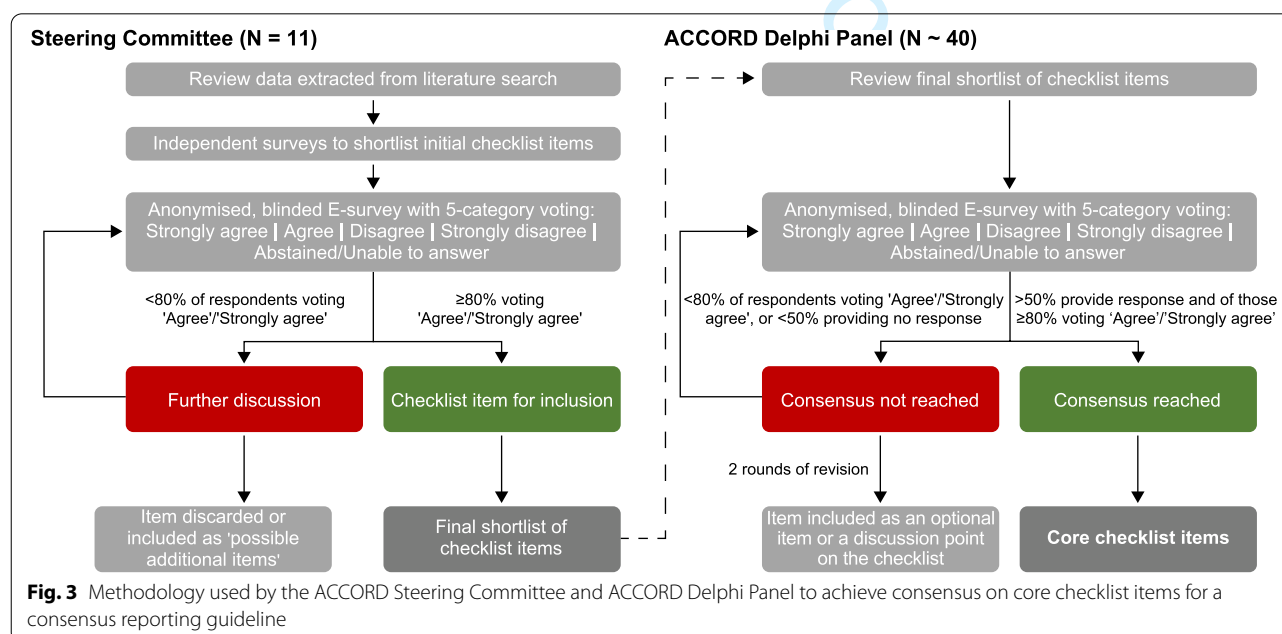 Steering Committee (N = 11)
Review data extracted from literature search
Independent surveys to shortlist initial checklist items
Anonymised, blinded E-survey with 5-category voting:
Strongly agree | Agree | Disagree | Strongly disagree |
Abstained/Unable to answer
<80% of respondents voting
'Agree'/'Strongly agree'
≥80% voting
'Agree'/'Strongly agree'
Further discussion
Checklist item for inclusion
Item discarded or
included as 'possible
additional items'
Final shortlist of
checklist items
ACCORD Delphi Panel (N ~ 40)
Review final shortlist of checklist items
Anonymised, blinded E-survey with 5-category voting:
Strongly agree | Agree | Disagree | Strongly disagree |
Abstained/Unable to answer
<80% of respondents voting 'Agree'/'Strongly
agree', or <50% providing no response
>50% provide response and of those
≥80% voting ‘Agree’/’Strongly agree’
Consensus not reached
Consensus reached
2 rounds of revision
Item included as an optional
item or a discussion point
on the checklist
Core checklist items
Fig. 3 Methodology used by the ACCORD Steering Committee and ACCORD Delphi Panel to achieve consensus on core checklist items for a
consensus reporting guideline